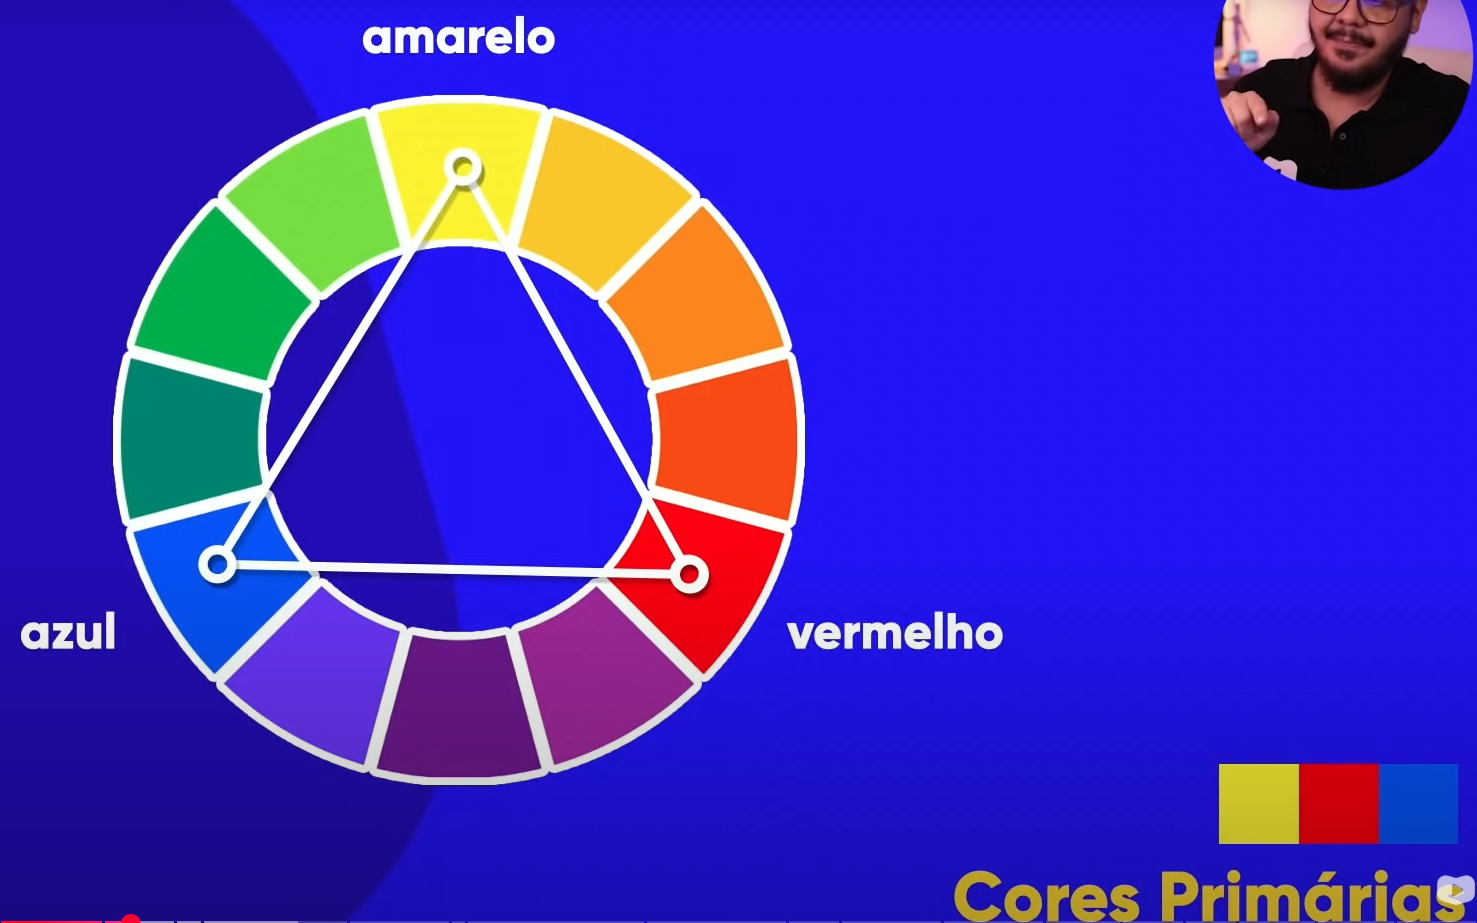 amarelo
azul
vermelho
Cores Primárias